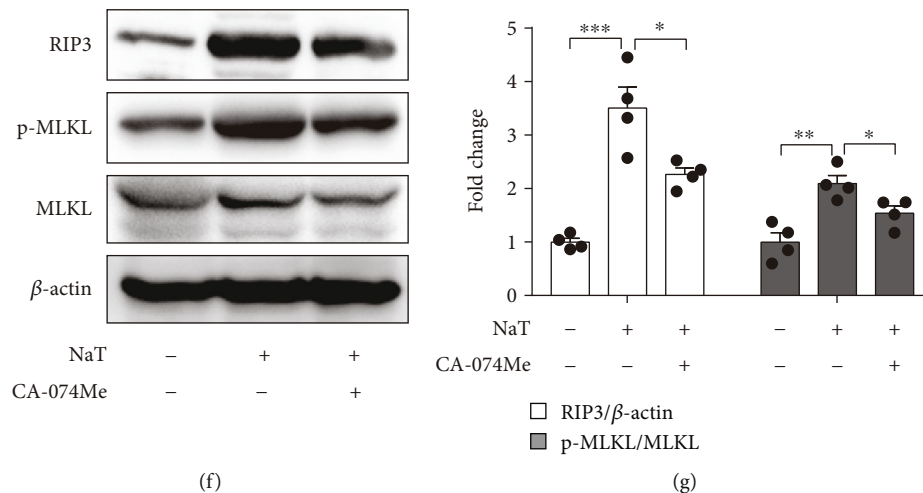 RIP3
p-MLKL
MLKL
β-actin
NaT – + +
CA-074Me – – +
(f)
Fold change
5
4
3
2
1
0
*** *
** *
NaT – + + – + +
CA-074Me – – + – – +
RIP3/β-actin
p-MLKL/MLKL
(g)